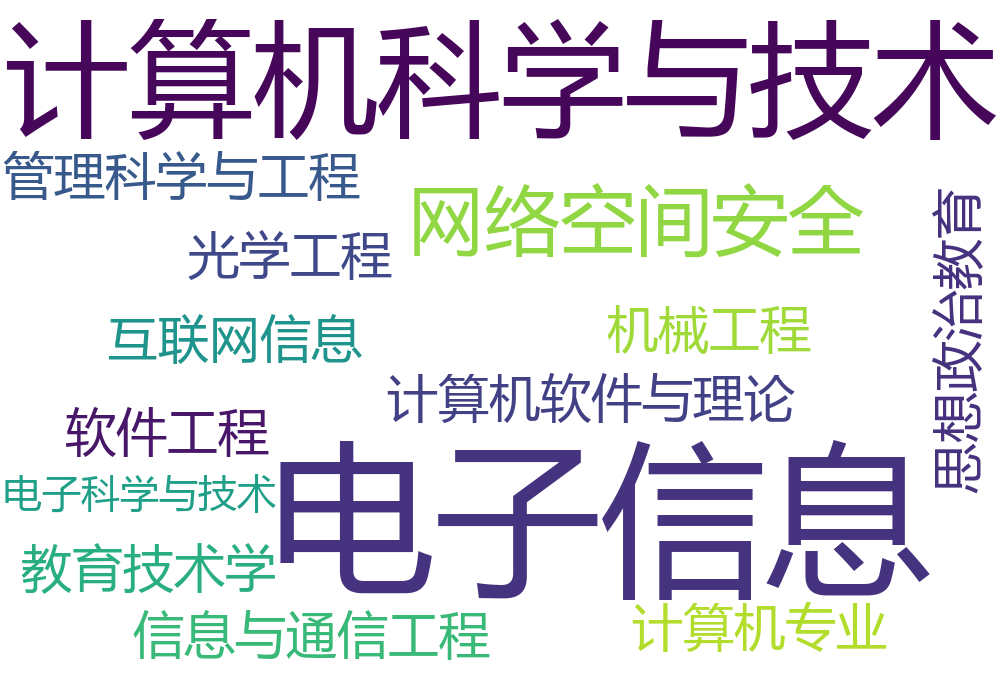 计算机科学与技术
管理科学与工程
网络空间安全
思想政治教育
光学工程
互联网信息
机械工程
计算机软件与理论
软件工程
电子信息
电子科学与技术
教育技术学
信息与通信工程
计算机专业